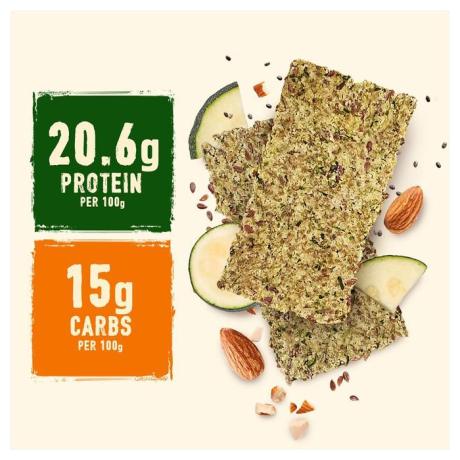 20.6g
PROTEIN
PER 100g
15g
CARBS
PER 100g